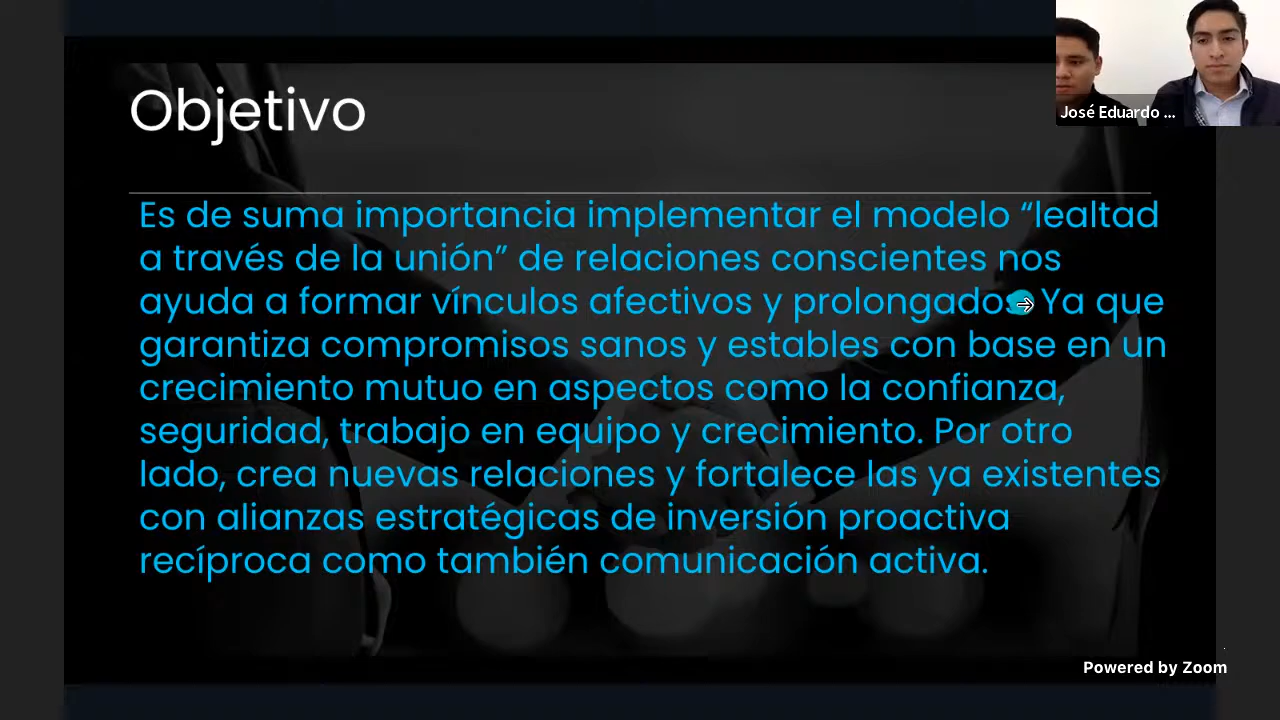 Objetivo
José Eduardo ...
Es de suma importancia implementar el modelo “lealtad
a través de la unión” de relaciones conscientes nos
ayuda a formar vínculos afectivos y prolongados. Ya que
garantiza compromisos sanos y estables con base en un
crecimiento mutuo en aspectos como la confianza,
seguridad, trabajo en equipo y crecimiento. Por otro
lado, crea nuevas relaciones y fortalece las ya existentes
con alianzas estratégicas de inversión proactiva
recíproca como también comunicación activa.
Powered by Zoom